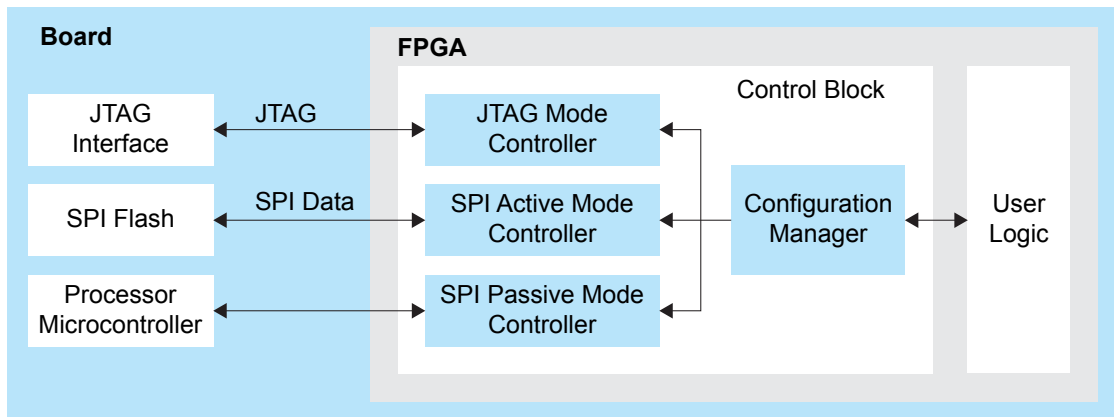 Board
FPGA
Control Block
JTAG
Interface
JTAG
JTAG Mode
Controller
SPI Flash
SPI Data
SPI Active Mode
Controller
Configuration
Manager
User
Logic
Processor
Microcontroller
SPI Passive Mode
Controller